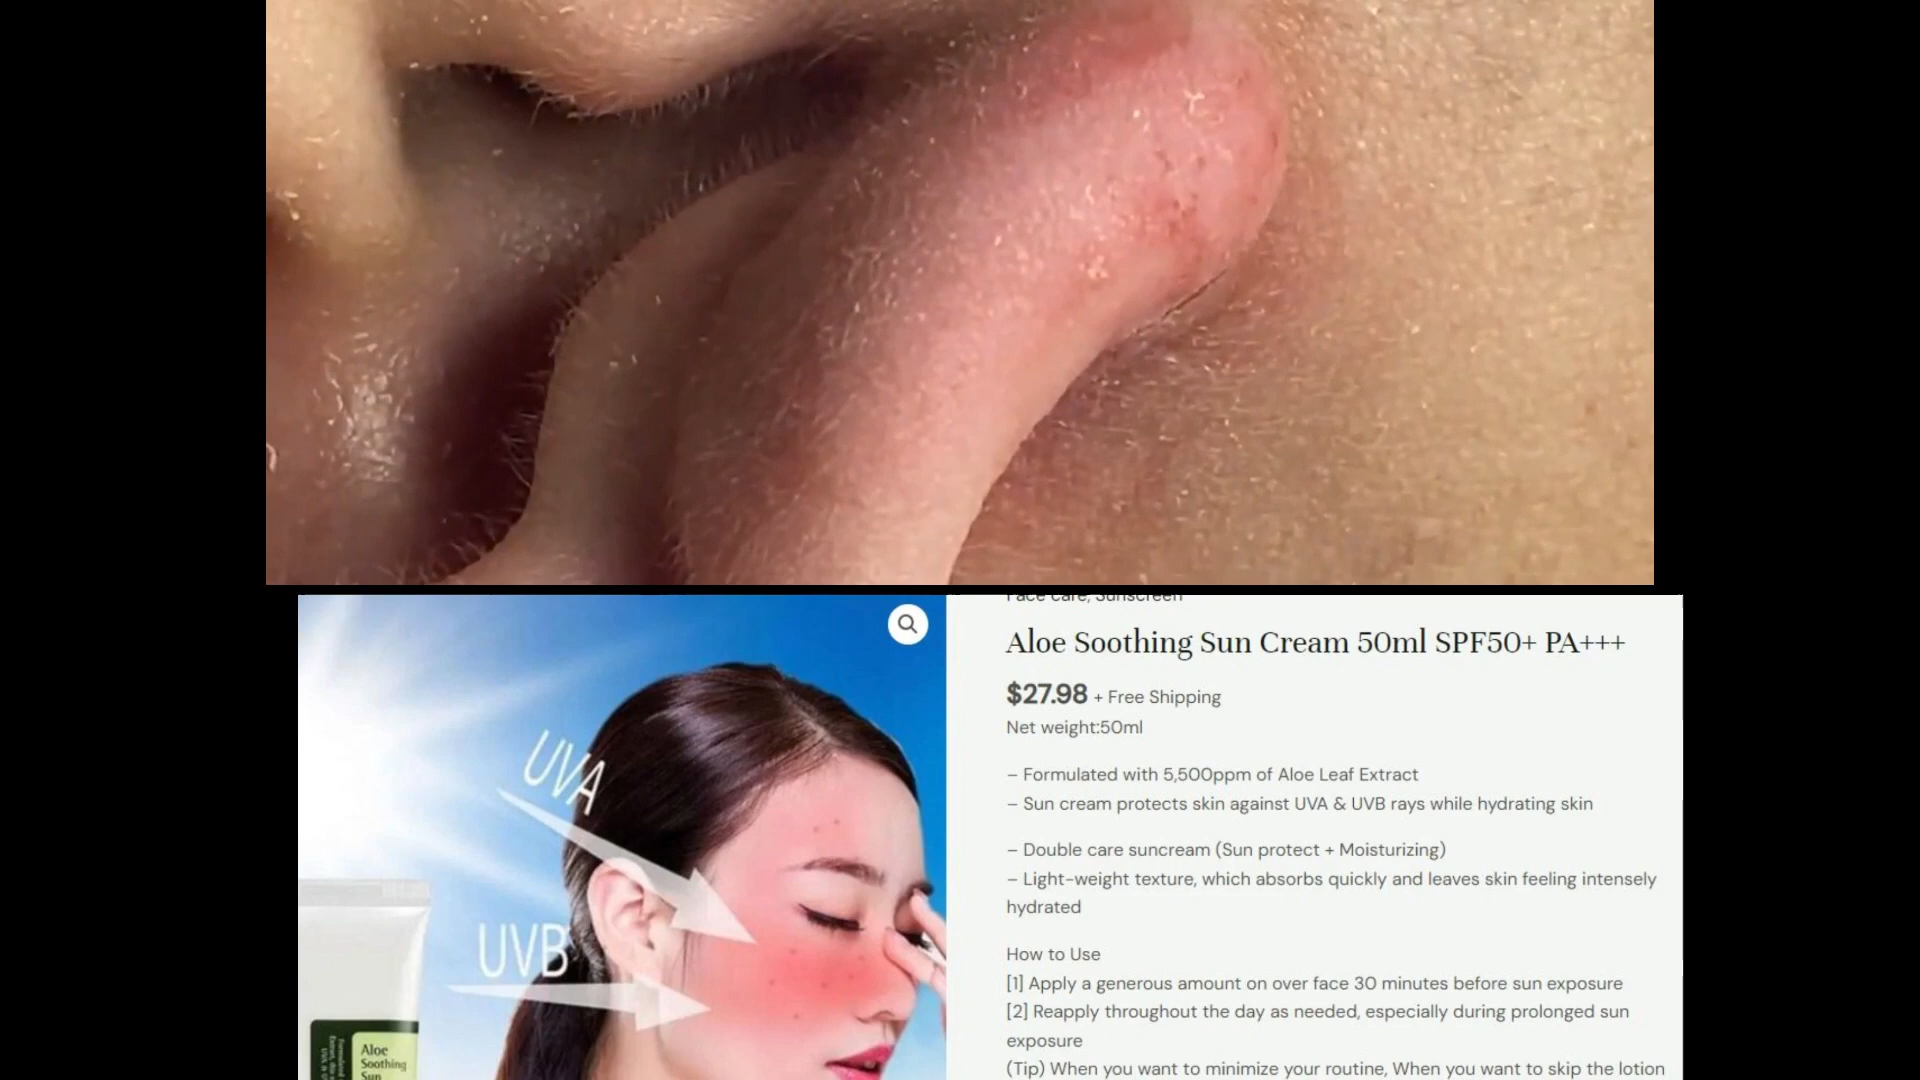 Face care, Sunscreen
Aloe Soothing Sun Cream 50ml SPF50+ PA+++
$27.98 + Free Shipping
Net weight:50ml
– Formulated with 5,500ppm of Aloe Leaf Extract
– Sun cream protects skin against UVA & UVB rays while hydrating skin
– Double care suncream (Sun protect + Moisturizing)
– Light-weight texture, which absorbs quickly and leaves skin feeling intensely
hydrated
How to Use
[1] Apply a generous amount on over face 30 minutes before sun exposure
[2] Reapply throughout the day as needed, especially during prolonged sun
exposure
(Tip) When you want to minimize your routine, When you want to skip the lotion
UVA
UVB
Aloe
Soothing
Sun